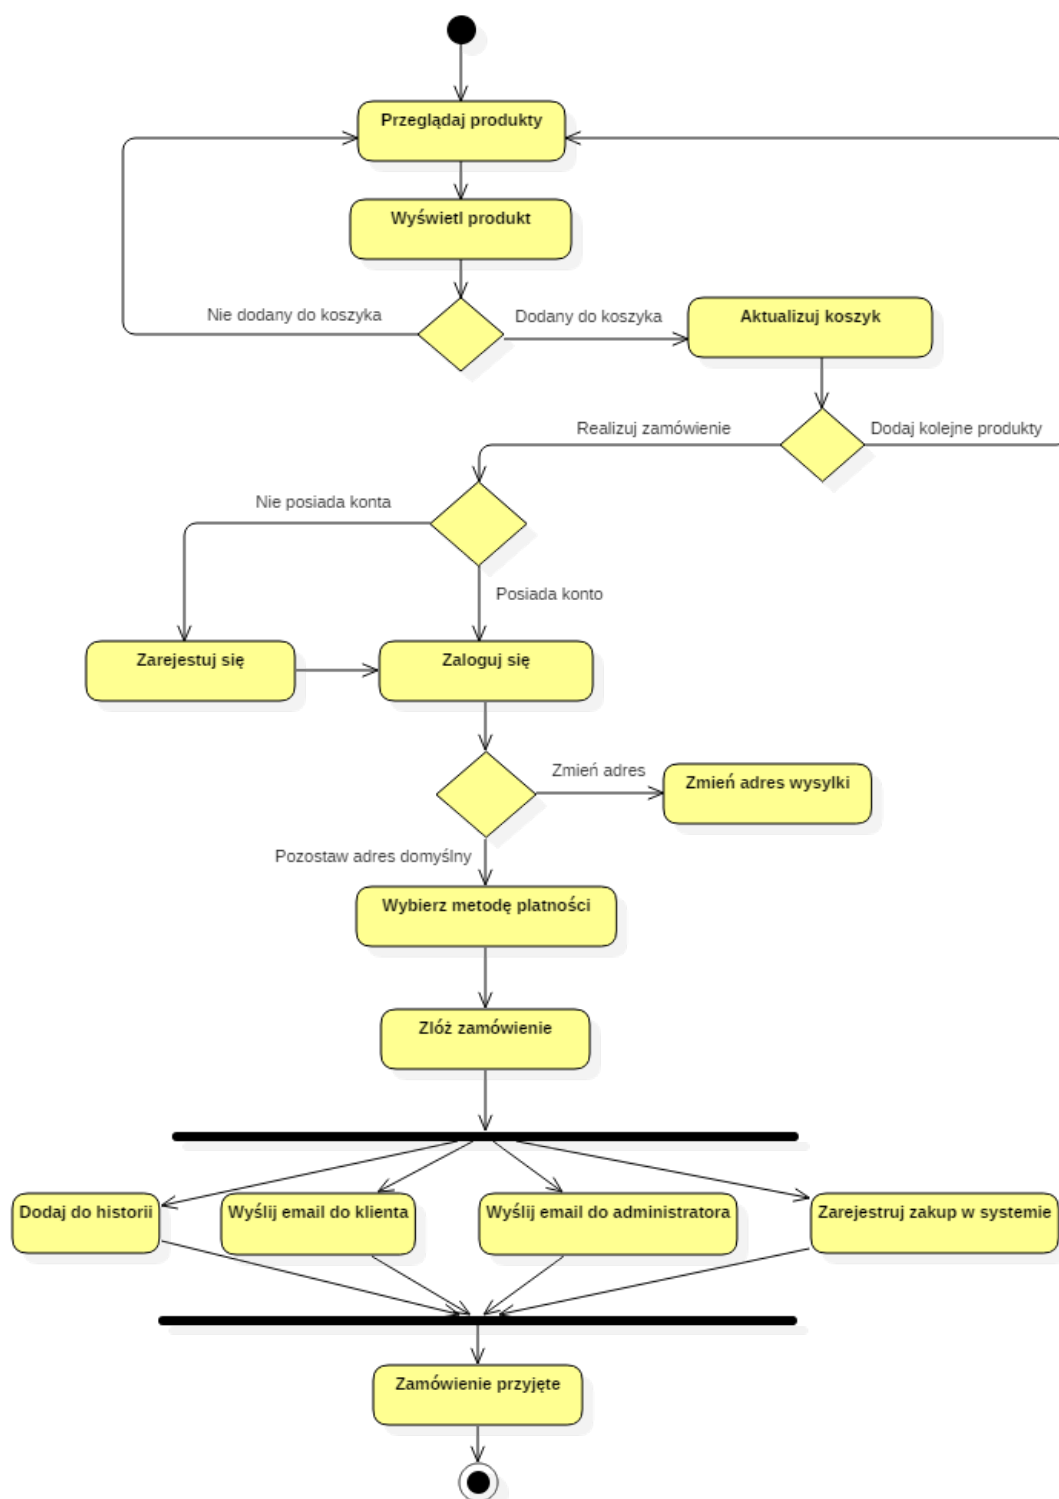 Przeglądaj produkty
Wyświetl produkt
Nie dodany do koszyka
Dodany do koszyka
Aktualizuj koszyk
Realizuj zamówienie
Dodaj kolejne produkty
Nie posiada konta
Posiada konto
Zarejestuj się
Zaloguj się
Zmień adres
Zmień adres wysylki
Pozostaw adres domyślny
Wybierz metodę platności
Zlóż zamówienie
Dodaj do historii
Wyślij email do klienta
Wyślij email do administratora
Zarejestruj zakup w systemie
Zamówienie przyjęte